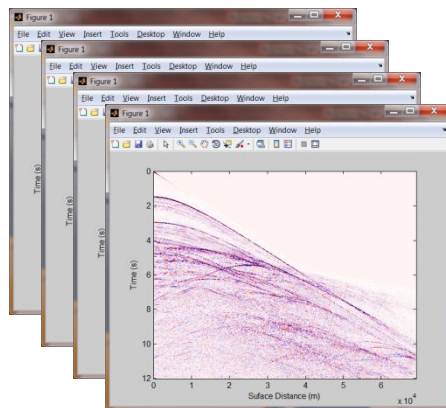 Figure 1
File Edit View Insert Tools Desktop Window Help
Figure 1
File Edit View Insert Tools Desktop Window Help
Figure 1
File Edit View Insert Tools Desktop Window Help
Figure 1
File Edit View Insert Tools Desktop Window Help
Time (s)
Time (s)
Time (s)
Time (s)
0
2
4
6
8
10
12
0 1 2 3 4 5 6
x 10^4
Suface Distance (m)